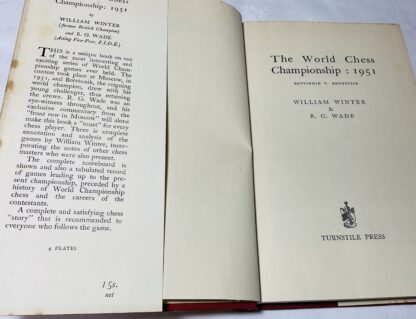 Championship: 1951
by
WILLIAM WINTER
(former British Champion)
and R. G. WADE
(Acting Vice-Pres. F.I.D.E.)
THIS is a unique book on one
of the most interesting and
exciting series of World Cham-
pionship games ever held. The
contest took place at Moscow, in
1951, and Botvinnik, the reigning
world champion, drew with his
young challenger, thus retaining
the crown. R. G. Wade was an
eye-witness throughout, and his
exclusive commentary from the
"front row in Moscow" will alone
make this book a "must" for every
chess player. There is complete
annotation and analysis of the
games by William Winter, incor-
porating the notes of other chess
masters who were also present.
The complete scoreboard is
shown and also a tabulated record
of games leading up to the pre-
sent championship, preceded by a
history of World Championship
chess and the careers of the
contestants.
A complete and satisfying chess
"story" that is recommended to
everyone who follows the game.
4 PLATES
15s.
net
The World Chess
Championship : 1951
BOTVINNIK V. BRONSTEIN
WILLIAM WINTER
&
R. G. WADE
TURNSTILE PRESS